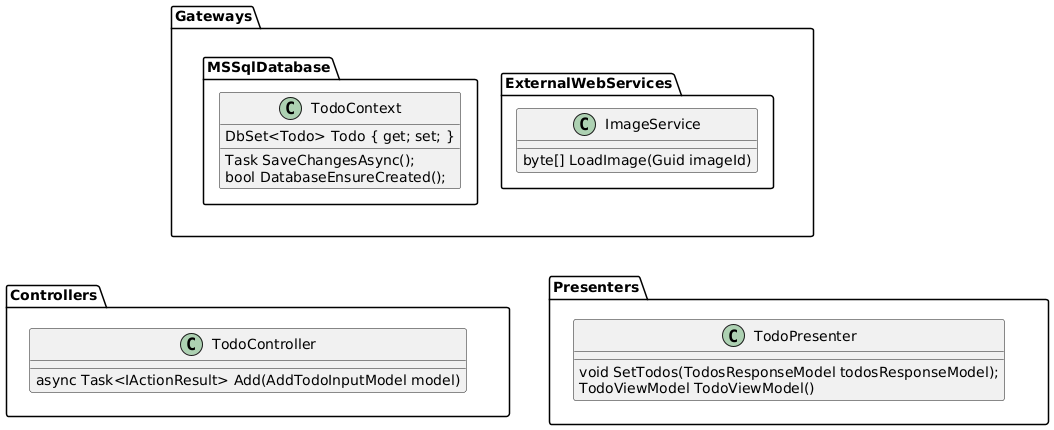 Gateways
MSSqlDatabase
C TodoContext
DbSet<Todo> Todo { get; set; }
Task SaveChangesAsync();
bool DatabaseEnsureCreated();
ExternalWebServices
C ImageService
byte[] LoadImage(Guid imageId)
Controllers
C TodoController
async Task<IActionResult> Add(AddTodoInputModel model)
Presenters
C TodoPresenter
void SetTodos(TodosResponseModel todosResponseModel);
TodoViewModel TodoViewModel()